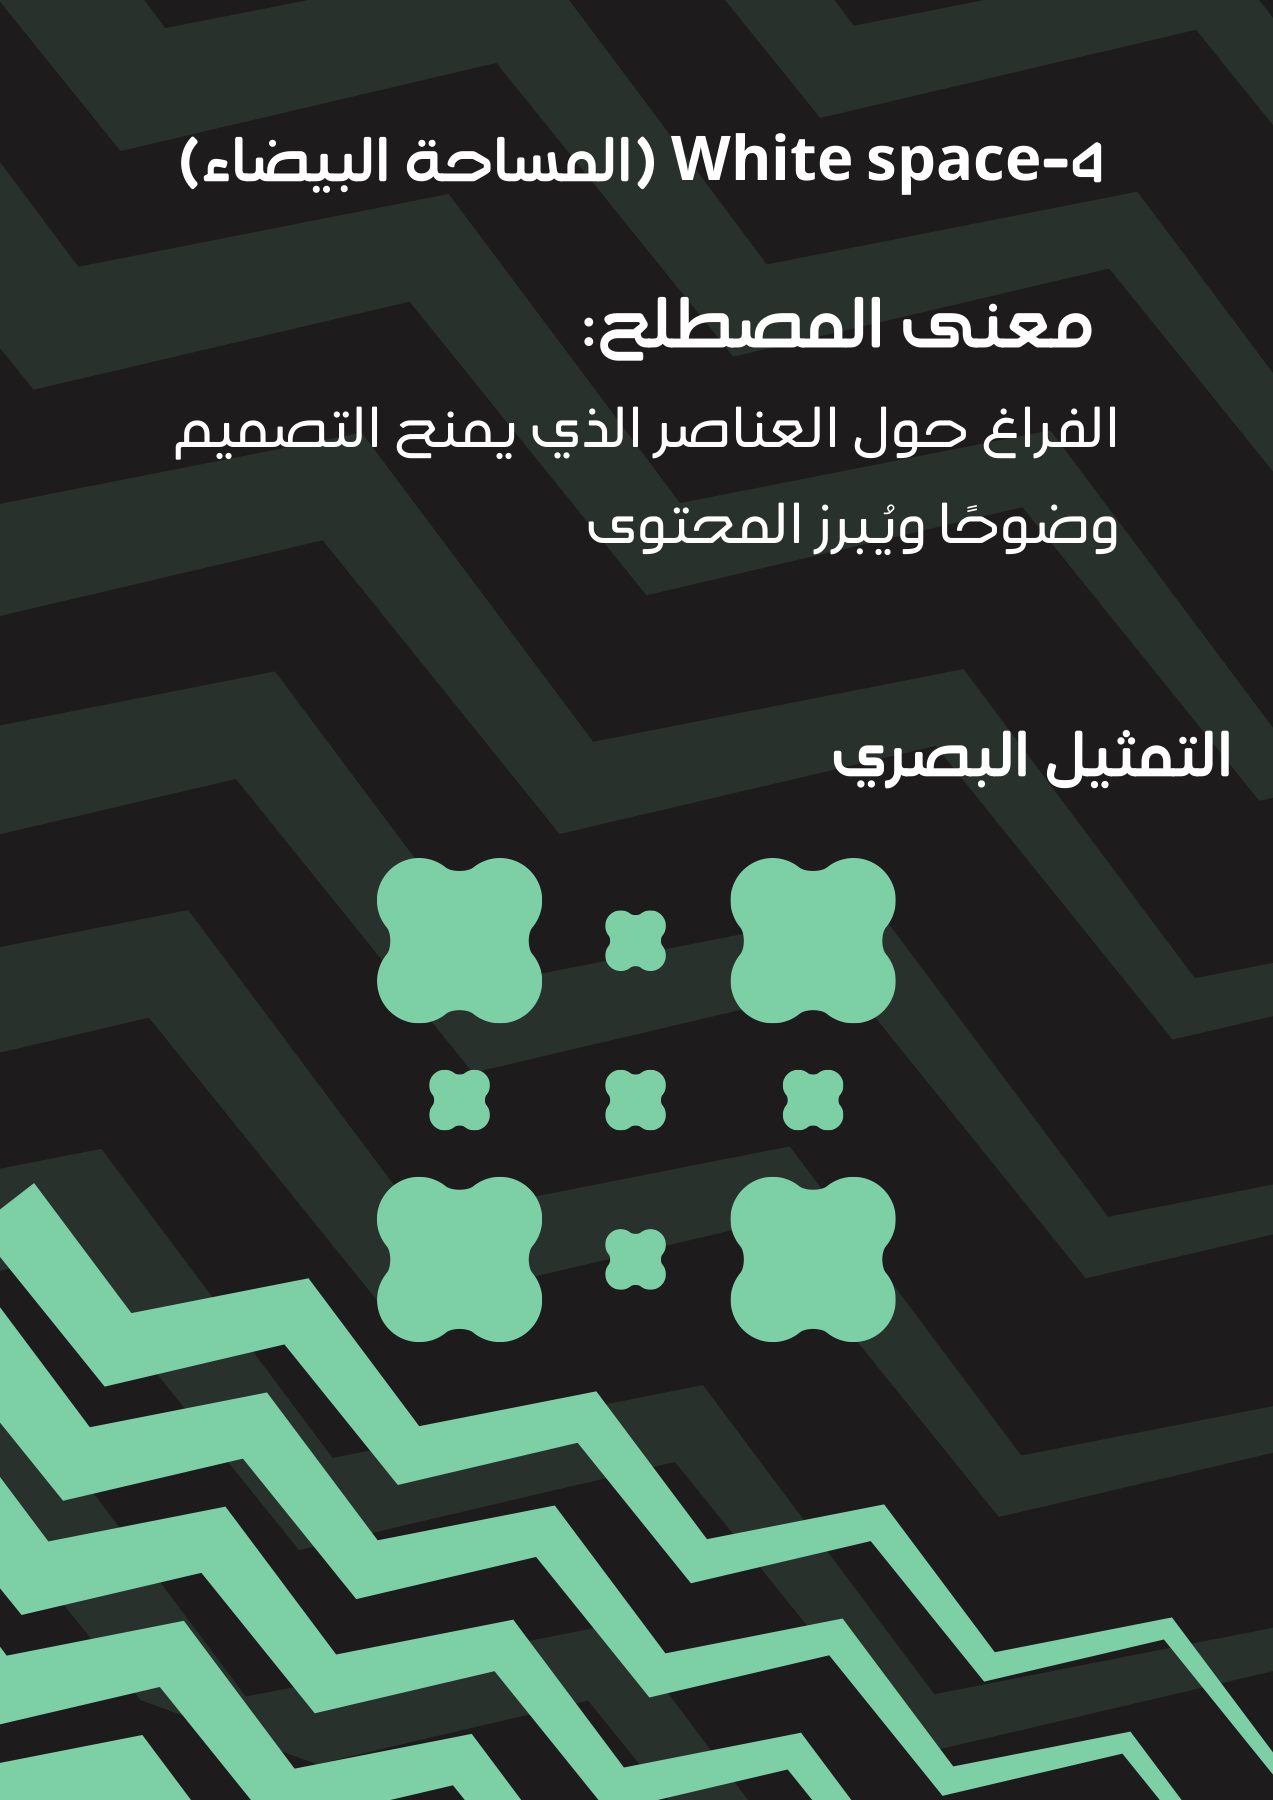 4-White space (المساحة البيضاء)
معنى المصطلح:
الفراغ حول العناصر الذي يمنح التصميم
وضوحًا ويُبرز المحتوى
التمثيل البصري